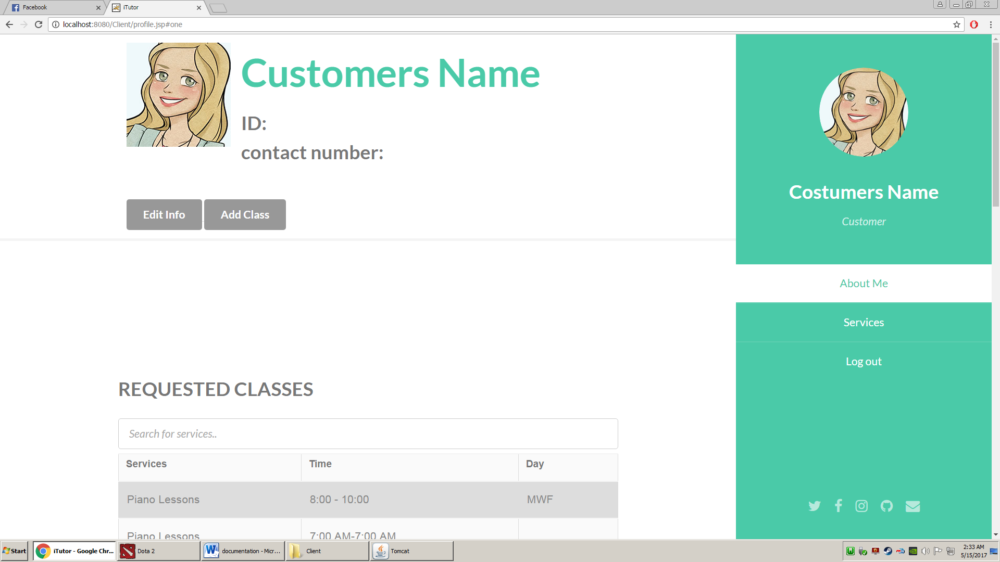 Facebook
iTutor
localhost:8080/Client/profile.jsp#one
Customers Name
ID:
contact number:
Edit Info
Add Class
REQUESTED CLASSES
Search for services..
Services Time Day
Piano Lessons 8:00 - 10:00 MWF
Piano Lessons 7:00 AM-7:00 AM
Costumers Name
Customer
About Me
Services
Log out
Start
iTutor - Google Chr...
Dota 2
documentation - Micr...
Client
Tomcat
2:33 AM
5/15/2017